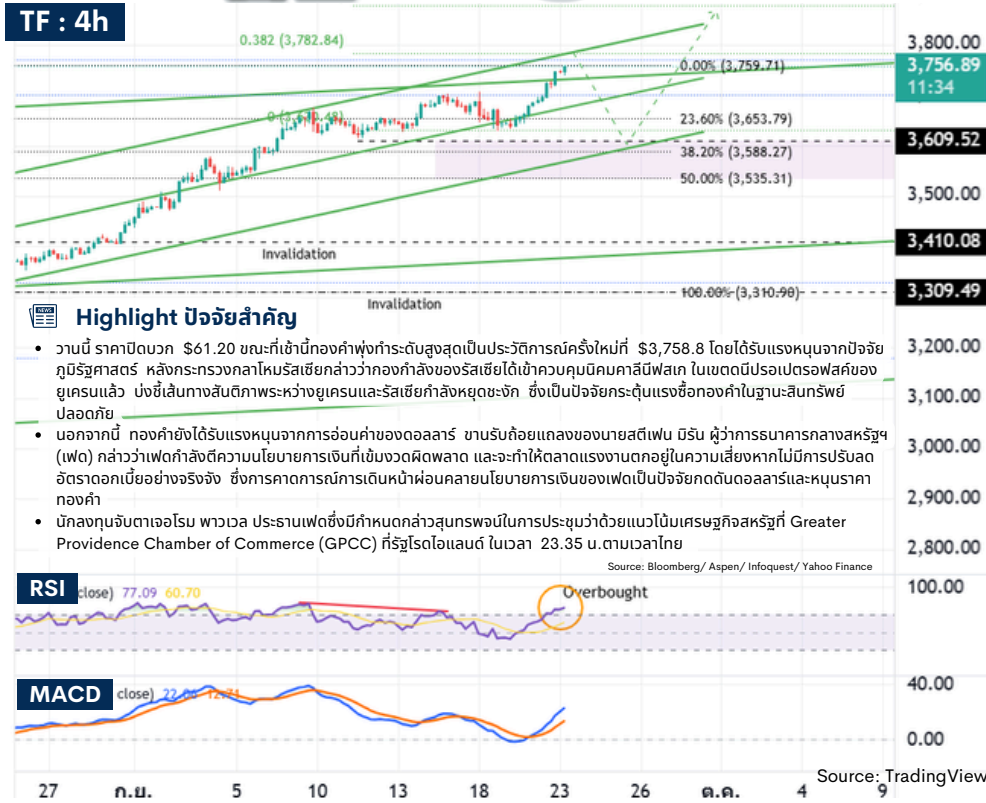 TF : 4h
0.382 (3,782.84)
3,800.00
0.00% (3,759.71)
3,756.89
11:34
23.60% (3,653.79)
3,609.52
38.20% (3,588.27)
50.00% (3,535.31)
3,500.00
3,410.08
Invalidation
3,309.49
100.00% (3,310.90)
Invalidation
NEWS
Highlight ปัจจัยสำคัญ
• วานนี้ ราคาปิดบวก $61.20 ขณะที่เช้านี้ทองคำพุ่งทำระดับสูงสุดเป็นประวัติการณ์ครั้งใหม่ที่ $3,758.8 โดยได้รับแรงหนุนจากปัจจัย
ภูมิรัฐศาสตร์ หลังกระทรวงกลาโหมรัสเซียกล่าวว่ากองกำลังของรัสเซียได้เข้าควบคุมนิคมคาลีนีฟสเก ในเขตดนีปรอเปตรอฟสค์ของ
ยูเครนแล้ว บ่งชี้เส้นทางสันติภาพระหว่างยูเครนและรัสเซียกำลังหยุดชะงัก ซึ่งเป็นปัจจัยกระตุ้นแรงซื้อทองคำในฐานะสินทรัพย์
ปลอดภัย
• นอกจากนี้ ทองคำยังได้รับแรงหนุนจากการอ่อนค่าของดอลลาร์ ขานรับถ้อยแถลงของนายสตีเฟน มิรัน ผู้ว่าการธนาคารกลางสหรัฐฯ
(เฟด) กล่าวว่าเฟดกำลังตีความนโยบายการเงินที่เข้มงวดผิดพลาด และจะทำให้ตลาดแรงงานตกอยู่ในความเสี่ยงหากไม่มีการปรับลด
อัตราดอกเบี้ยอย่างจริงจัง ซึ่งการคาดการณ์การเดินหน้าผ่อนคลายนโยบายการเงินของเฟดเป็นปัจจัยกดดันดอลลาร์และหนุนราคา
ทองคำ
• นักลงทุนจับตาเจอโรม พาวเวล ประธานเฟดซึ่งมีกำหนดกล่าวสุนทรพจน์ในการประชุมว่าด้วยแนวโน้มเศรษฐกิจสหรัฐที่ Greater
Providence Chamber of Commerce (GPCC) ที่รัฐโรดไอแลนด์ ในเวลา 23.35 น.ตามเวลาไทย
Source: Bloomberg/ Aspen/ Infoquest/ Yahoo Finance
3,200.00
3,100.00
3,000.00
2,900.00
2,800.00
RSI
close) 77.09 60.70
Overbought
100.00
MACD
close) 22.06 12.71
40.00
0.00
Source: TradingView
27 ก.ย. 5 10 13 18 23 26 ต.ค. 4 9